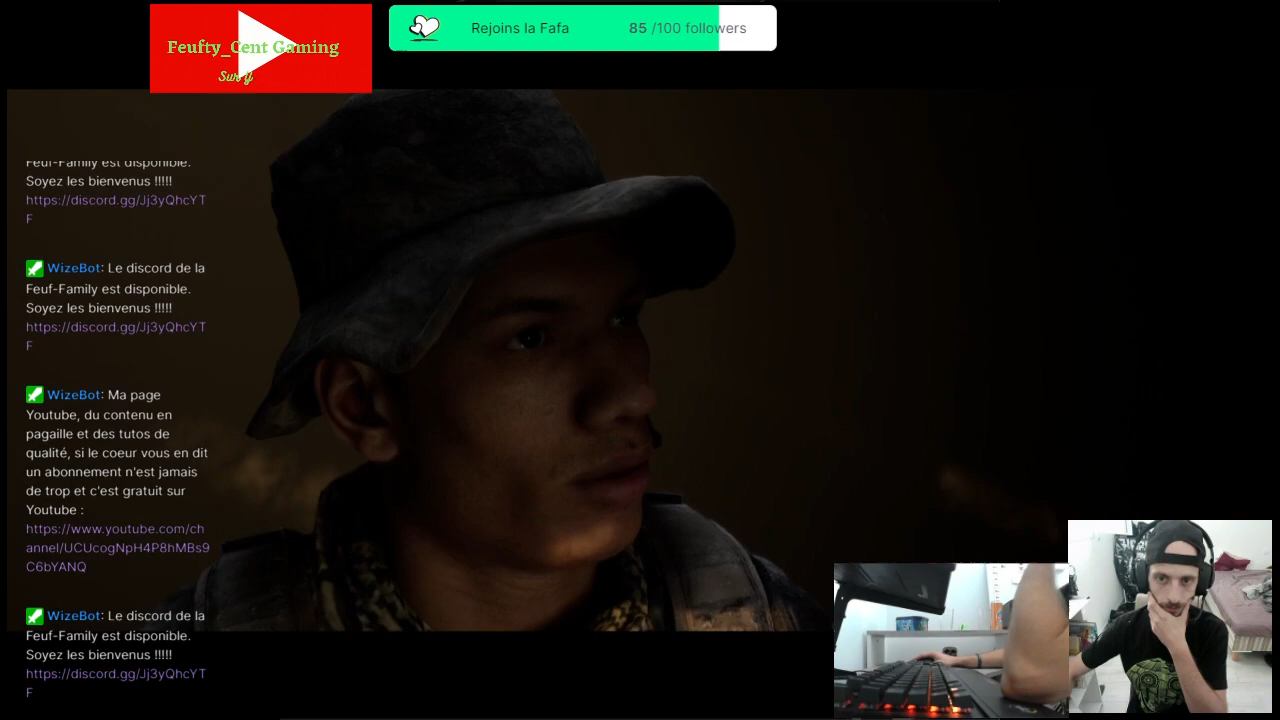 Feufty_Cent Gaming
Sur yt
Rejoins la Fafa 85 /100 followers
Feuf-Family est disponible.
Soyez les bienvenus !!!!!
https://discord.gg/Jj3yQhcYT
F
WizeBot: Le discord de la
Feuf-Family est disponible.
Soyez les bienvenus !!!!!
https://discord.gg/Jj3yQhcYT
F
WizeBot: Ma page
Youtube, du contenu en
pagaille et des tutos de
qualité, si le coeur vous en dit
un abonnement n'est jamais
de trop et c'est gratuit sur
Youtube :
https://www.youtube.com/ch
annel/UCUcogNpH4P8hMBs9
C6bYANQ
WizeBot: Le discord de la
Feuf-Family est disponible.
Soyez les bienvenus !!!!!
https://discord.gg/Jj3yQhcYT
F